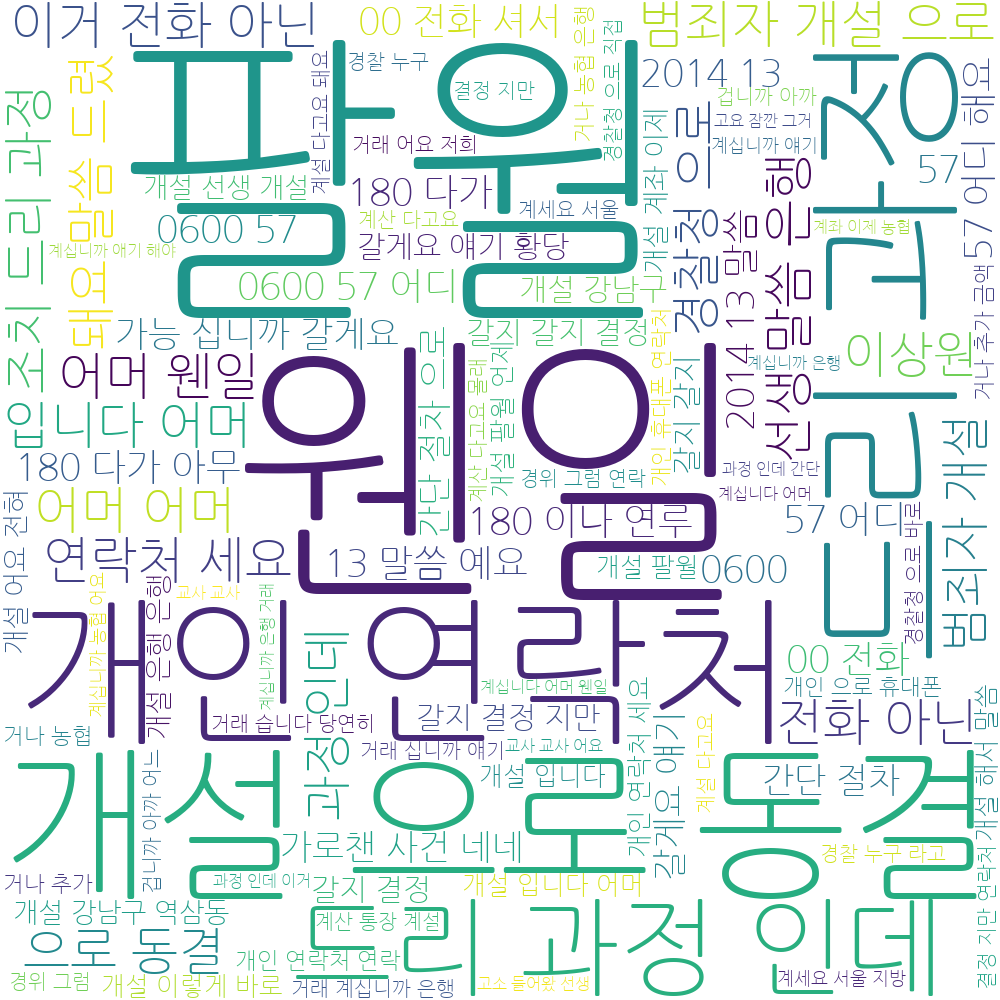 이거 전화 아닌
00 전화 셔서
범죄자 개설 으로
말씀 드렸
조치 드리 과정
돼요
팔월
경찰 누구
계설 다고요 돼요
결정 지만
거나 농협 은행
경찰청 으로 직접
2014 13
겁니까 아까
고요 잠깐 그거
계십니까 얘기
드리 과정
57 어디 해요
57
으로
계좌 이제
개설 선생 개설
180 다가
거래 어요 저희
계세요 서울
계산 다고요
0600 57
갈게요 얘기 황당
계십니까 얘기 해야
0600 57 어디
개설 강남구
경찰청
말씀
말씀 은행
계좌 이제 농협
거나 추가 금액
가능 십니까 갈게요
갈지 갈지 결정
2014 13
선생
이상원
계십니까 은행
어머 웬일
웬일
간단 절차 으로
계산 다고요 몰래
개설 팔월 언제
개인 휴대폰 연락처
갈지 갈지
입니다 어머
180 다가 아무
경위 그럼 연락
과정 인데 간단
계십니다 어머
범죄자 개설
어머 어머
180 이나 연루
57 어디
개설 어요 전혀
연락처 세요
13 말씀 예요
개설 팔월
0600
경찰청 으로 바로
계십니까 농협 어요
개설 은행 은행
교사 교사
계십니까 은행 거래
개인 연락처
과정 인데
00 전화
계십니다 어머 웬일
개인 으로 휴대폰
거나 농협
거래 습니다 당연히
갈지 결정 지만
전화 아닌
개설 해서 말씀
거래 십니까 얘기
교사 교사 어요
개인 연락처 세요
갈게요 얘기
계설 다고요
개설 으로 동결
겁니까 아까 어느
개설 입니다
간단 절차
가로챈 사건 네네
경찰 누구 라고
거나 추가
과정 인데 이거
갈지 결정
개설 입니다 어머
개설 강남구 역삼동
계산 통장 계설
드리 과정 인데
결정 지만 연락처
으로 동결
개인 연락처 연락
계세요 서울 지방
경위 그럼
개설 이렇게 바로
거래 계십니까 은행
고소 들어왔 선생